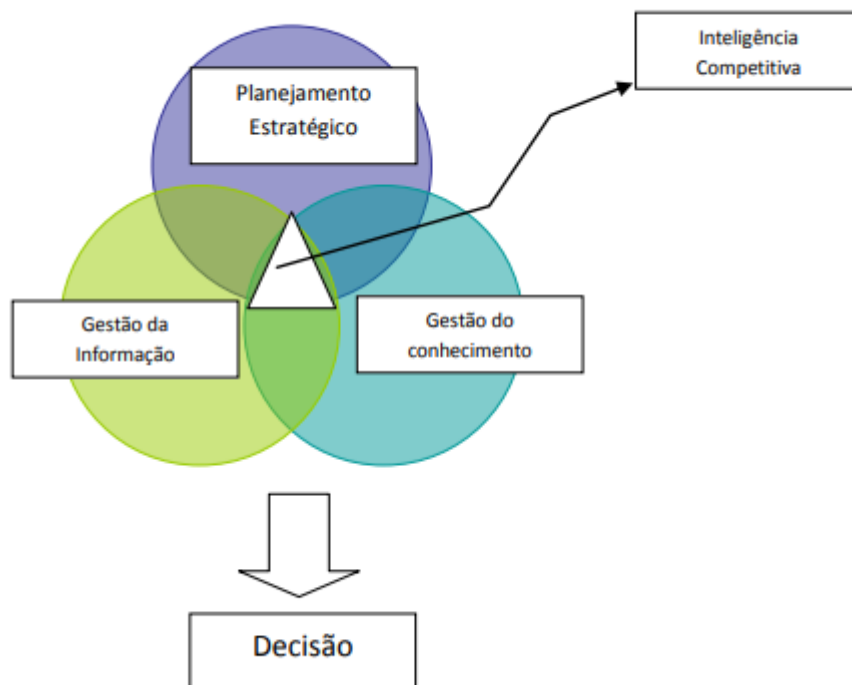 Inteligência
Competitiva
Planejamento
Estratégico
Gestão da
Informação
Gestão do
conhecimento
Decisão